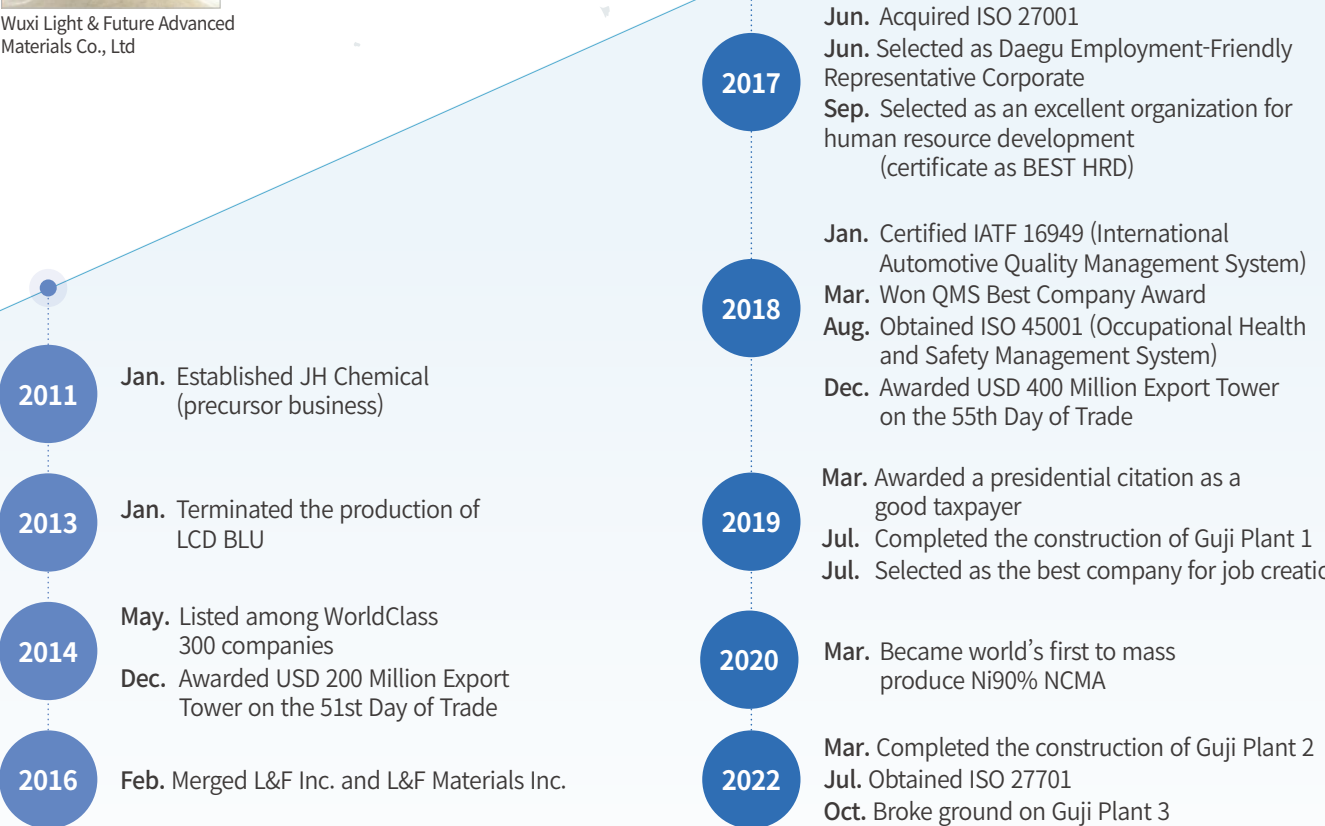 Wuxi Light & Future Advanced
Materials Co., Ltd
2011
Jan. Established JH Chemical
(precursor business)
2013
Jan. Terminated the production of
LCD BLU
2014
May. Listed among WorldClass
300 companies
Dec. Awarded USD 200 Million Export
Tower on the 51st Day of Trade
2016
Feb. Merged L&F Inc. and L&F Materials Inc.
2017
Jun. Acquired ISO 27001
Jun. Selected as Daegu Employment-Friendly
Representative Corporate
Sep. Selected as an excellent organization for
human resource development
(certificate as BEST HRD)
2018
Jan. Certified IATF 16949 (International
Automotive Quality Management System)
Mar. Won QMS Best Company Award
Aug. Obtained ISO 45001 (Occupational Health
and Safety Management System)
Dec. Awarded USD 400 Million Export Tower
on the 55th Day of Trade
2019
Mar. Awarded a presidential citation as a
good taxpayer
Jul. Completed the construction of Guji Plant 1
Jul. Selected as the best company for job creatio
2020
Mar. Became world's first to mass
produce Ni90% NCMA
2022
Mar. Completed the construction of Guji Plant 2
Jul. Obtained ISO 27701
Oct. Broke ground on Guji Plant 3